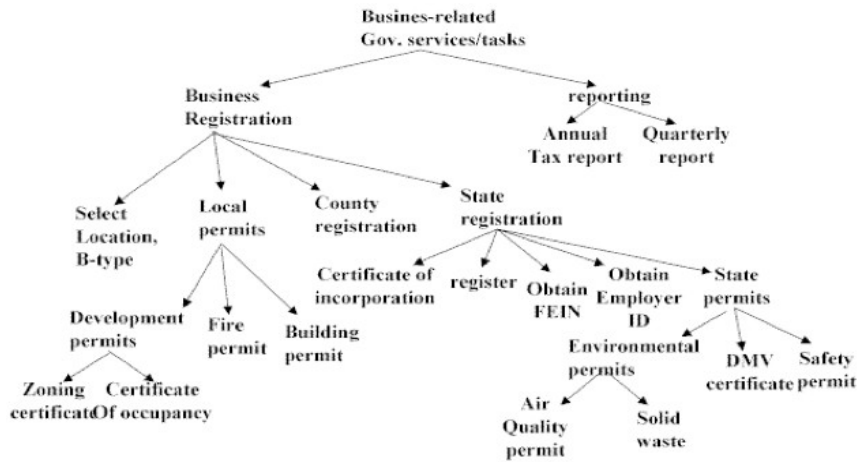 Busines-related
Gov. services/tasks
Business
Registration
reporting
Annual
Tax report
Quarterly
report
Select
Location,
B-type
Local
permits
County
registration
State
registration
Certificate of
incorporation
register
Obtain
FEIN
Obtain
Employer
ID
State
permits
Development
permits
Fire
permit
Building
permit
Environmental
permits
DMV
certificate
Safety
permit
Zoning
certificate
Certificate
Of occupancy
Air
Quality
permit
Solid
waste